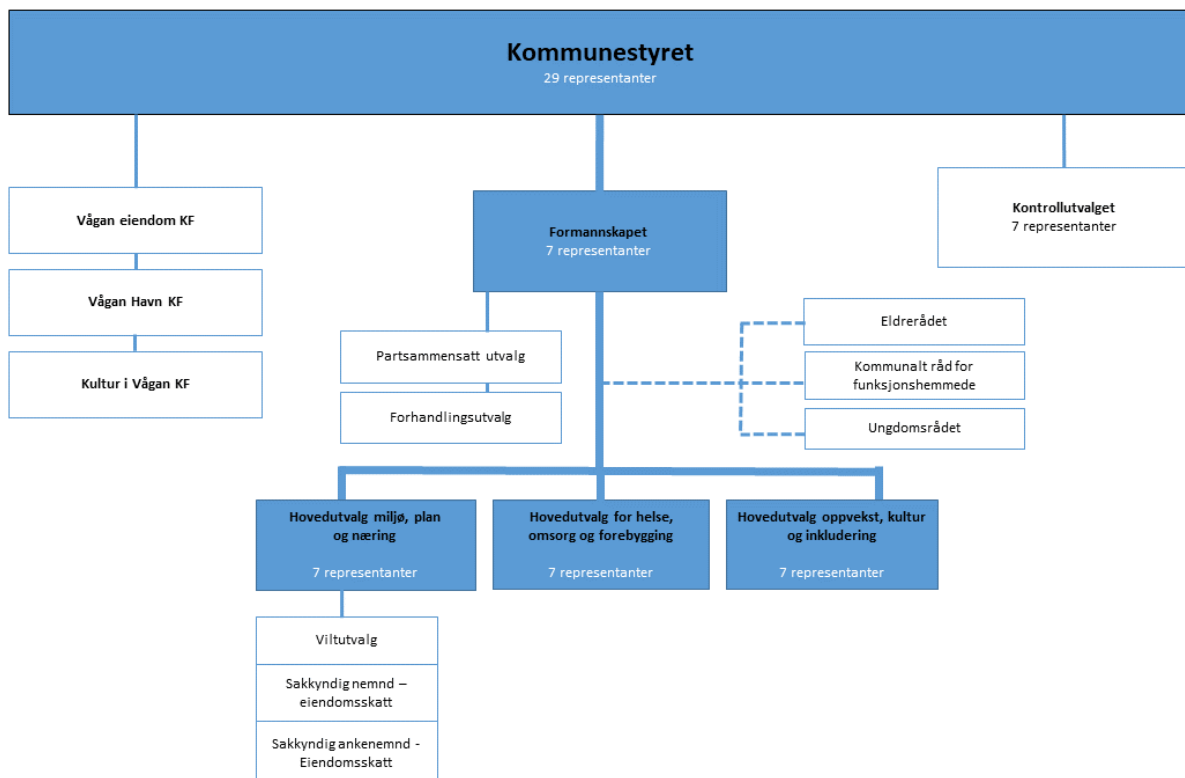 Kommunestyret
29 representanter
Vågan eiendom KF
Vågan Havn KF
Kultur i Vågan KF
Formannskapet
7 representanter
Kontrollutvalget
7 representanter
Partsammensatt utvalg
Forhandlingsutvalg
Eldrerådet
Kommunalt råd for
funksjonshemmede
Ungdomsrådet
Hovedutvalg miljø, plan
og næring
7 representanter
Hovedutvalg for helse,
omsorg og forebygging
7 representanter
Hovedutvalg oppvekst, kultur
og inkludering
7 representanter
Viltutvalg
Sakkyndig nemnd –
eiendomsskatt
Sakkyndig ankenemnd -
Eiendomsskatt